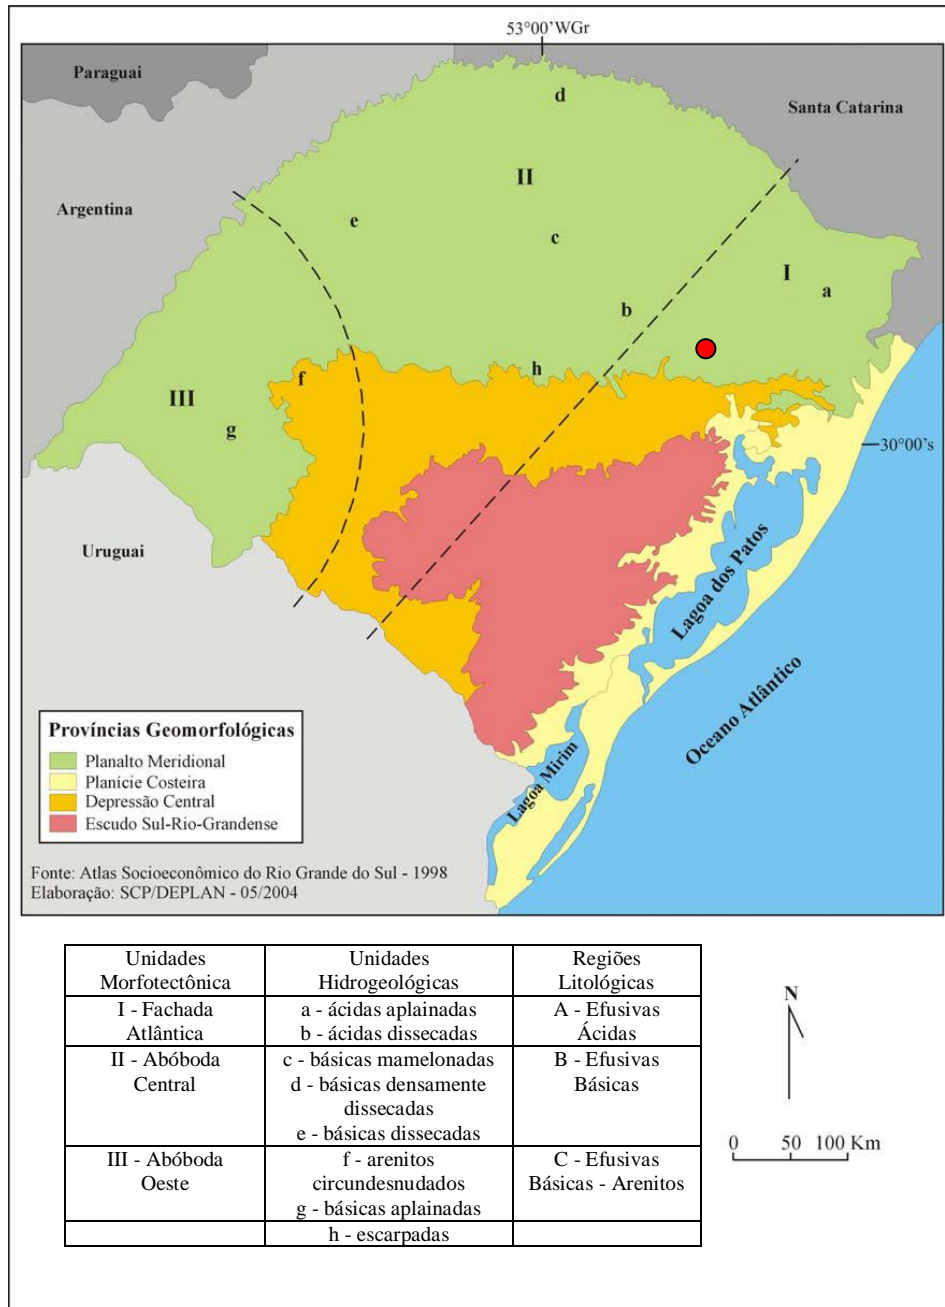 53°00'WGr
Paraguai
d
Santa Catarina
II
Argentina
e
c
I
a
b
h
f
III
g
30°00's
Uruguai
Lagoa dos Patos
Oceano Atlântico
Lagoa Mirim
Províncias Geomorfológicas
Planalto Meridional
Planície Costeira
Depressão Central
Escudo Sul-Rio-Grandense
Fonte: Atlas Socioeconômico do Rio Grande do Sul - 1998
Elaboração: SCP/DEPLAN - 05/2004
Unidades
Morfotectônica
Unidades
Hidrogeológicas
Regiões
Litológicas
I - Fachada
Atlântica
a - ácidas aplainadas
b - ácidas dissecadas
A - Efusivas
Ácidas
II - Abóboda
Central
c - básicas mamelonadas
d - básicas densamente
dissecadas
e - básicas dissecadas
B - Efusivas
Básicas
III - Abóboda
Oeste
f - arenitos
circundesnudados
g - básicas aplainadas
C - Efusivas
Básicas - Arenitos
h - escarpadas
N
0 50 100 Km